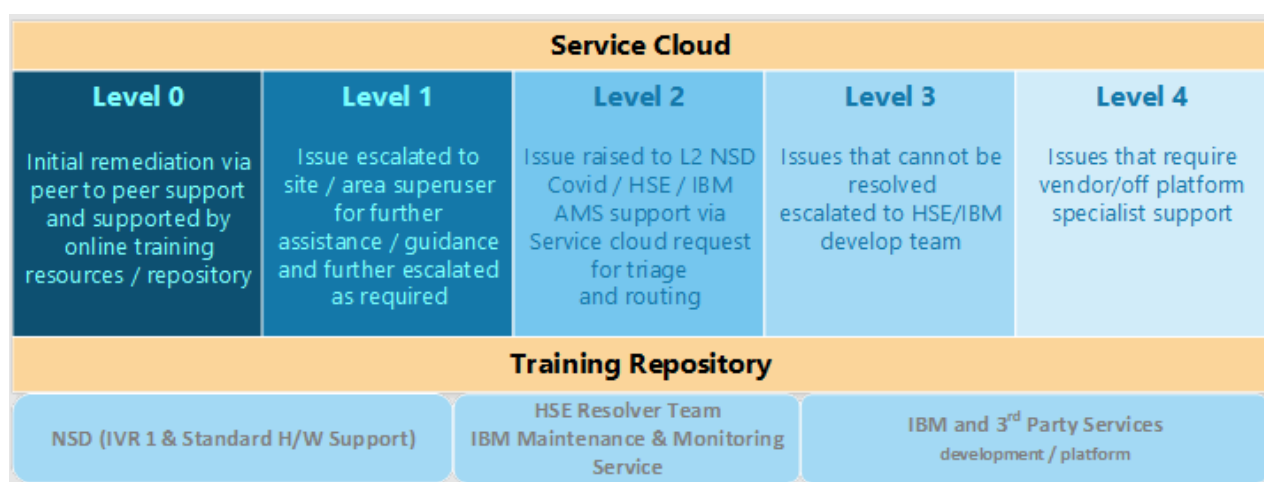 Service Cloud
Level 0
Initial remediation via
peer to peer support
and supported by
online training
resources / repository
Level 1
Issue escalated to
site / area superuser
for further
assistance / guidance
and further escalated
as required
Level 2
Issue raised to L2 NSD
Covid / HSE / IBM
AMS support via
Service cloud request
for triage
and routing
Level 3
Issues that cannot be
resolved
escalated to HSE/IBM
develop team
Level 4
Issues that require
vendor/off platform
specialist support
Training Repository
NSD (IVR 1 & Standard H/W Support)
HSE Resolver Team
IBM Maintenance & Monitoring
Service
IBM and 3rd Party Services
development / platform